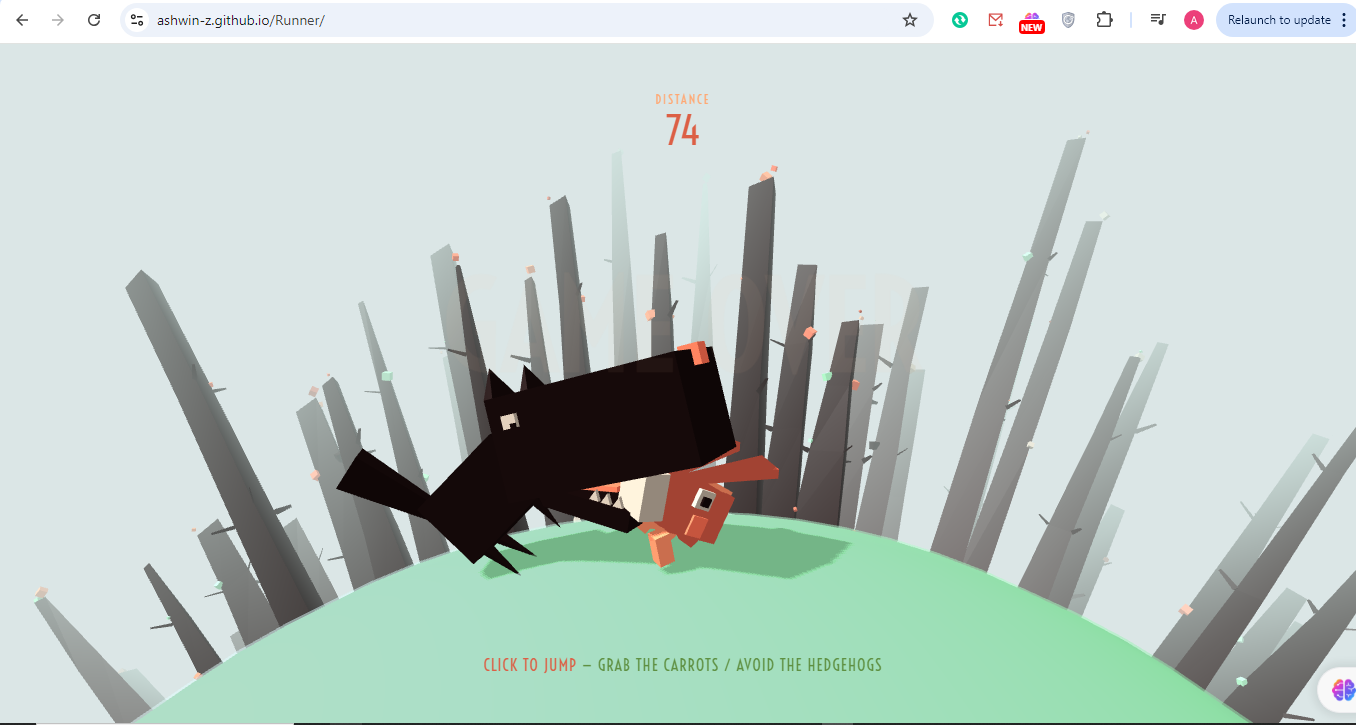 ashwin-z.github.io/Runner/
NEW
A
Relaunch to update
DISTANCE
74
GAME OVER
CLICK TO JUMP — GRAB THE CARROTS / AVOID THE HEDGEHOGS